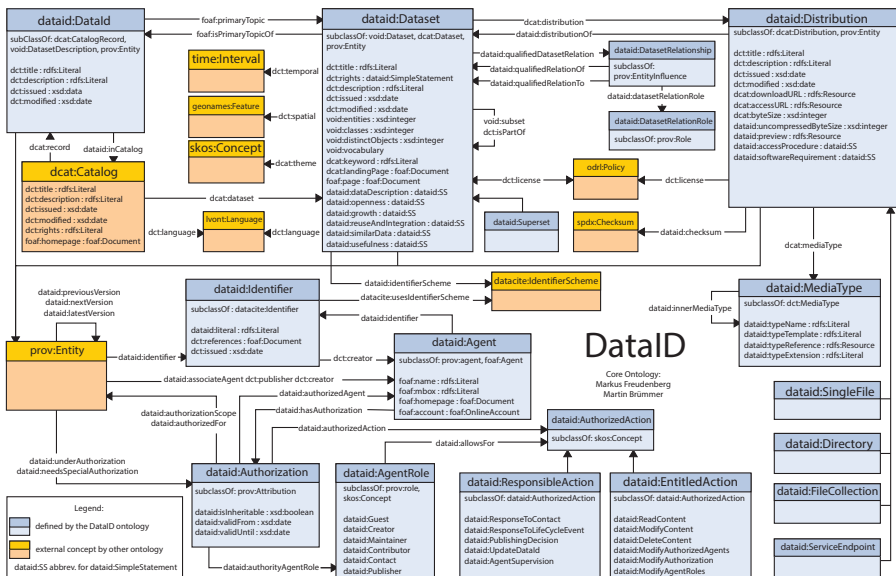 dataid:DataId
subClassOf: dcat:CatalogRecord,
void:DatasetDescription, prov:Entity
dct:title : rdfs:Literal
dct:description : rdfs:Literal
dct:issued : xsd:data
dct:modified : xsd:date
foaf:primaryTopic
foaf:isPrimaryTopicOf
dataid:Dataset
subclassOf: void:Dataset, dcat:Dataset,
prov:Entity
dct:title : rdfs:Literal
dct:rights : dataid:SimpleStatement
dct:description : rdfs:Literal
dct:issued : xsd:date
dct:modified : xsd:date
void:entities : xsd:integer
void:classes : xsd:integer
void:distinctObjects : xsd:integer
void:vocabulary
dcat:keyword : rdfs:Literal
dcat:landingPage : foaf:Document
foaf:page : foaf:Document
dataid:dataDescription : dataid:SS
dataid:openness : dataid:SS
dataid:growth : dataid:SS
dataid:reuseAndIntegration : dataid:SS
dataid:similarData : dataid:SS
dataid:usefulness : dataid:SS
dcat:distribution
dataid:distributionOf
dataid:Distribution
subclassOf: dcat:Distribution, prov:Entity
dct:title : rdfs:Literal
dct:description : rdfs:Literal
dct:issued : xsd:date
dct:modified : xsd:date
dcat:downloadURL : rdfs:Resource
dcat:accessURL : rdfs:Resource
dcat:byteSize : xsd:integer
dataid:uncompressedByteSize : xsd:integer
dataid:preview : rdfs:Resource
dataid:accessProcedure : dataid:SS
dataid:softwareRequirement : dataid:SS
dataid:qualifiedDatasetRelation
dataid:qualifiedRelationOf
dataid:qualifiedRelationTo
dataid:DatasetRelationship
subclassOf:
prov:EntityInfluence
dataid:datasetRelationRole
dataid:DatasetRelationRole
subclassOf: prov:Role
time:Interval
dct:temporal
geonames:Feature
dct:spatial
skos:Concept
dcat:theme
void:subset
dct:isPartOf
dcat:record
dataid:inCatalog
dcat:Catalog
dct:title : rdfs:Literal
dct:description : rdfs:Literal
dct:issued : xsd:date
dct:modified : xsd:date
dct:rights : rdfs:Literal
foaf:homepage : foaf:Document
dcat:dataset
dct:language
lvont:Language
dct:language
odrl:Policy
dct:license
dct:license
dataid:Superset
spdx:Checksum
dataid:checksum
dcat:mediaType
dataid:identifierScheme
datacite:usesIdentifierScheme
datacite:IdentifierScheme
dataid:previousVersion
dataid:nextVersion
dataid:latestVersion
dataid:Identifier
subclassOf: datacite:Identifier
dataid:literal : rdfs:Literal
dct:references : foaf:Document
dct:issued : xsd:date
dataid:identifier
dataid:innerMediaType
dataid:MediaType
subclassOf: dct:MediaType
dataid:typeName : rdfs:Literal
dataid:typeTemplate : rdfs:Literal
dataid:typeReference : rdfs:Resource
dataid:typeExtension : rdfs:Literal
prov:Entity
dataid:identifier
dct:creator
dataid:Agent
subclassOf: prov:agent, foaf:Agent
foaf:name : rdfs:Literal
foaf:mbox : rdfs:Literal
foaf:homepage : foaf:Document
foaf:account : foaf:OnlineAccount
dataid:associateAgent dct:publisher dct:creator
DataID
Core Ontology:
Markus Freudenberg
Martin Brümmer
dataid:authorizedAgent
dataid:hasAuthorization
dataid:authorizationScope
dataid:authorizedFor
dataid:authorizedAction
dataid:AuthorizedAction
subclassOf: skos:Concept
dataid:allowsFor
dataid:underAuthorization
dataid:needsSpecialAuthorization
dataid:Authorization
subclassOf: prov:Attribution
dataid:isInheritable : xsd:boolean
dataid:validFrom : xsd:date
dataid:validUntil : xsd:date
dataid:AgentRole
subclassOf: prov:role,
skos:Concept
dataid:Guest
dataid:Creator
dataid:Maintainer
dataid:Contributor
dataid:Contact
dataid:Publisher
dataid:authorityAgentRole
dataid:ResponsibleAction
subclassOf: dataid:AuthorizedAction
dataid:ResponseToContact
dataid:ResponseToLifeCycleEvent
dataid:PublishingDecision
dataid:UpdateDataId
dataid:AgentSupervision
dataid:EntitledAction
subclassOf: dataid:AuthorizedAction
dataid:ReadContent
dataid:ModifyContent
dataid:DeleteContent
dataid:ModifyAuthorizedAgents
dataid:ModifyAuthorization
dataid:ModifyAgentRoles
dataid:SingleFile
dataid:Directory
dataid:FileCollection
dataid:ServiceEndpoint
Legend:
defined by the DataID ontology
external concept by other ontology
dataid:SS abbrev. for dataid:SimpleStatement